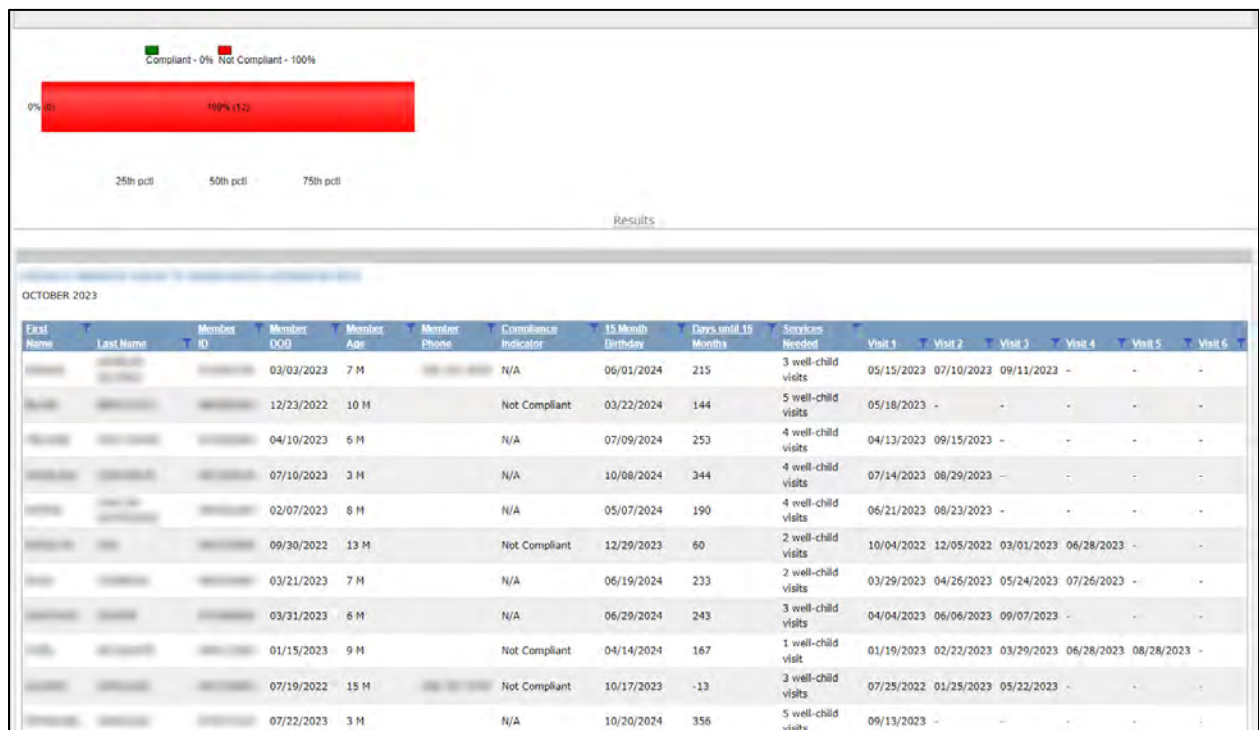 Compliant - 0% Not Compliant - 100%
0% (0) 100% (12)
25th pctl 50th pctl 75th pctl
Results
OCTOBER 2023
First Name Last Name Member ID Member DOB Member Age Member Phone Compliance Indicator 15 Month Birthday Days until 15 Months Services Needed Visit 1 Visit 2 Visit 3 Visit 4 Visit 5 Visit 6
03/03/2023 7 M N/A 06/01/2024 215 3 well-child visits 05/15/2023 07/10/2023 09/11/2023 - - -
12/23/2022 10 M Not Compliant 03/22/2024 144 5 well-child visits 05/18/2023 - - - - -
04/10/2023 6 M N/A 07/09/2024 253 4 well-child visits 04/13/2023 09/15/2023 - - - -
07/10/2023 3 M N/A 10/08/2024 344 4 well-child visits 07/14/2023 08/29/2023 - - - -
02/07/2023 8 M N/A 05/07/2024 190 4 well-child visits 06/21/2023 08/23/2023 - - - -
09/30/2022 13 M Not Compliant 12/29/2023 60 2 well-child visits 10/04/2022 12/05/2022 03/01/2023 06/28/2023 - -
03/21/2023 7 M N/A 06/19/2024 233 2 well-child visits 03/29/2023 04/26/2023 05/24/2023 07/26/2023 - -
03/31/2023 6 M N/A 06/29/2024 243 3 well-child visits 04/04/2023 06/06/2023 09/07/2023 - - -
01/15/2023 9 M Not Compliant 04/14/2024 167 1 well-child visit 01/19/2023 02/22/2023 03/29/2023 06/28/2023 08/28/2023 -
07/19/2022 15 M Not Compliant 10/17/2023 -13 3 well-child visits 07/25/2022 01/25/2023 05/22/2023 - - -
07/22/2023 3 M N/A 10/20/2024 356 5 well-child visits 09/13/2023 - - - - -